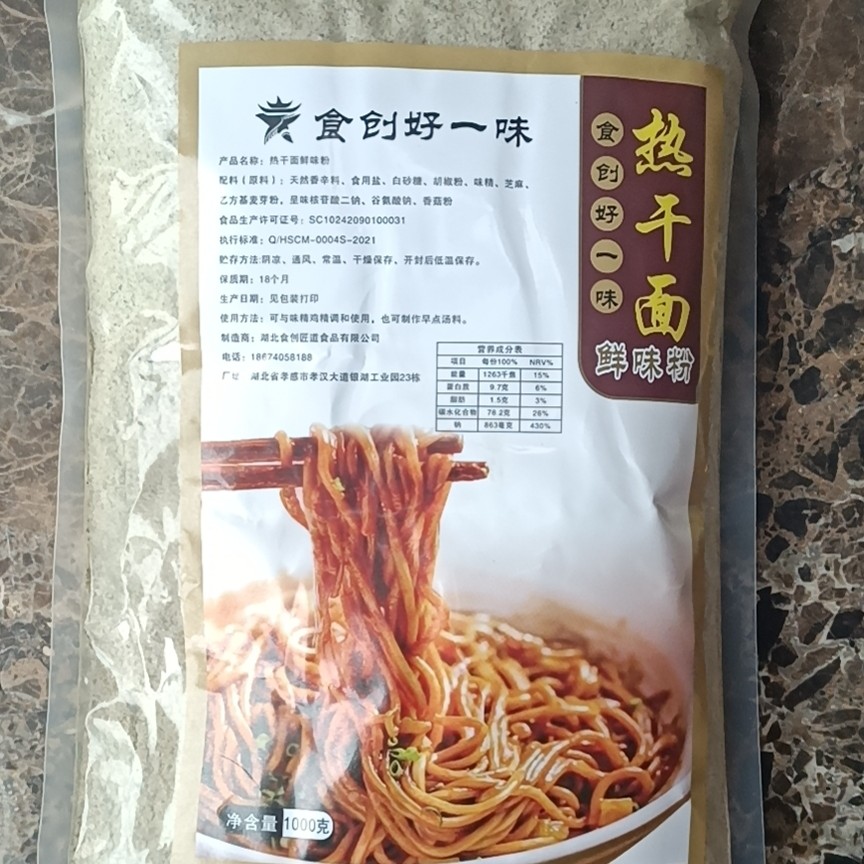 食创好一味
产品名称：热干面鲜味粉
配料（原料）：天然香辛料、食用盐、白砂糖、胡椒粉、味精、芝麻、
乙方基麦芽粉，呈味核苷酸二钠、谷氨酸钠、香菇粉
食品生产许可证号：SC10242090100031
执行标准：Q/HSCM-0004S-2021
贮存方法:阴凉、通风、常温、干燥保存、开封后低温保存。
保质期：18个月
生产日期：见包装打印
使用方法：可与味精鸡精调和使用，也可制作早点汤料。
制造商：湖北食创匠道食品有限公司
电话：18674058188
湖北省孝感市孝汉大道银湖工业园23栋
营养成分表
项目 每份100% NRV%
能量 1263千焦 15%
蛋白质 9.7克 6%
脂肪 1.5克 3%
碳水化合物 78.2克 26%
钠 863毫克 430%
食创好一味
热干面
鲜味粉
净含量 1000克